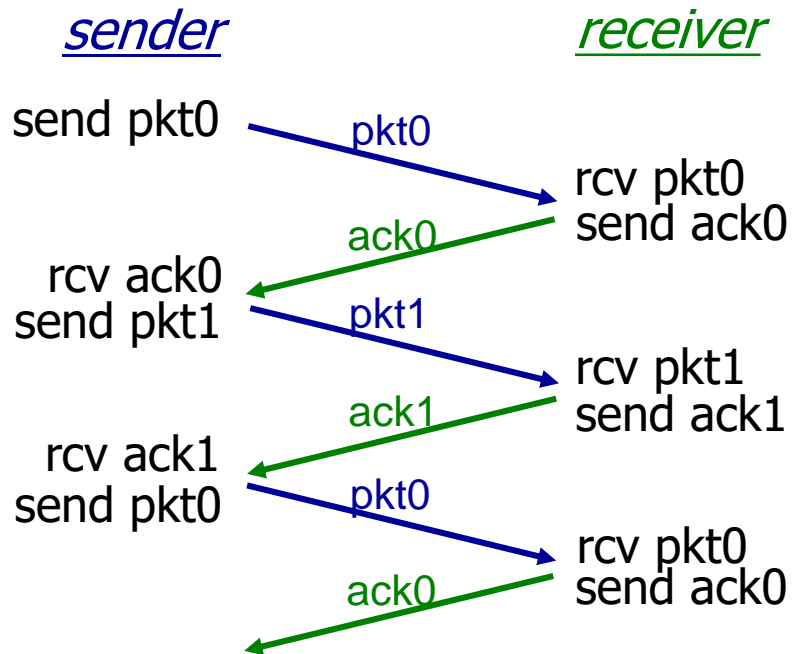 sender
receiver
send pkt0
pkt0
rcv pkt0
send ack0
ack0
rcv ack0
send pkt1
pkt1
rcv pkt1
send ack1
ack1
rcv ack1
send pkt0
pkt0
rcv pkt0
send ack0
ack0